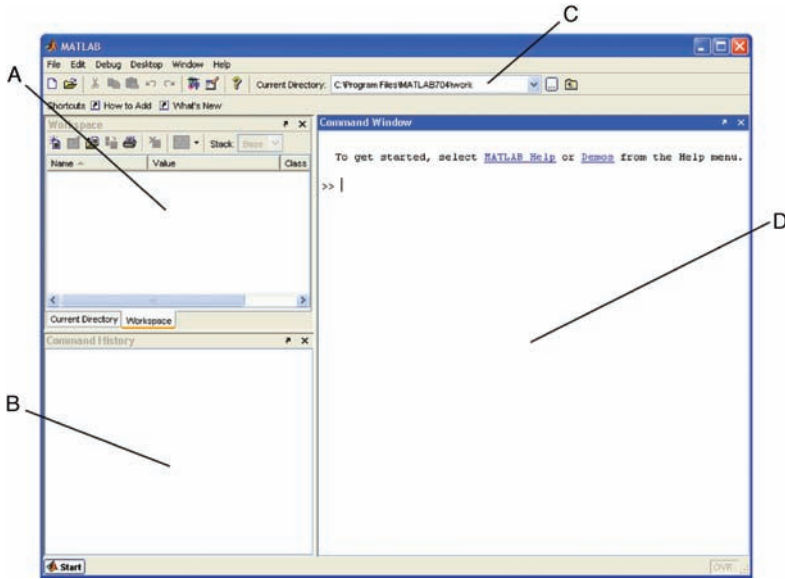 C
MATLAB
File Edit Debug Desktop Window Help
A
Current Directory: C:\Program Files\MATLAB704\work
Shortcuts How to Add What's New
Workspace
Command Window
Stack: Base
Name Value Class
To get started, select MATLAB Help or Demos from the Help menu.
>>
D
Current Directory Workspace
Command History
B
Start
OVR